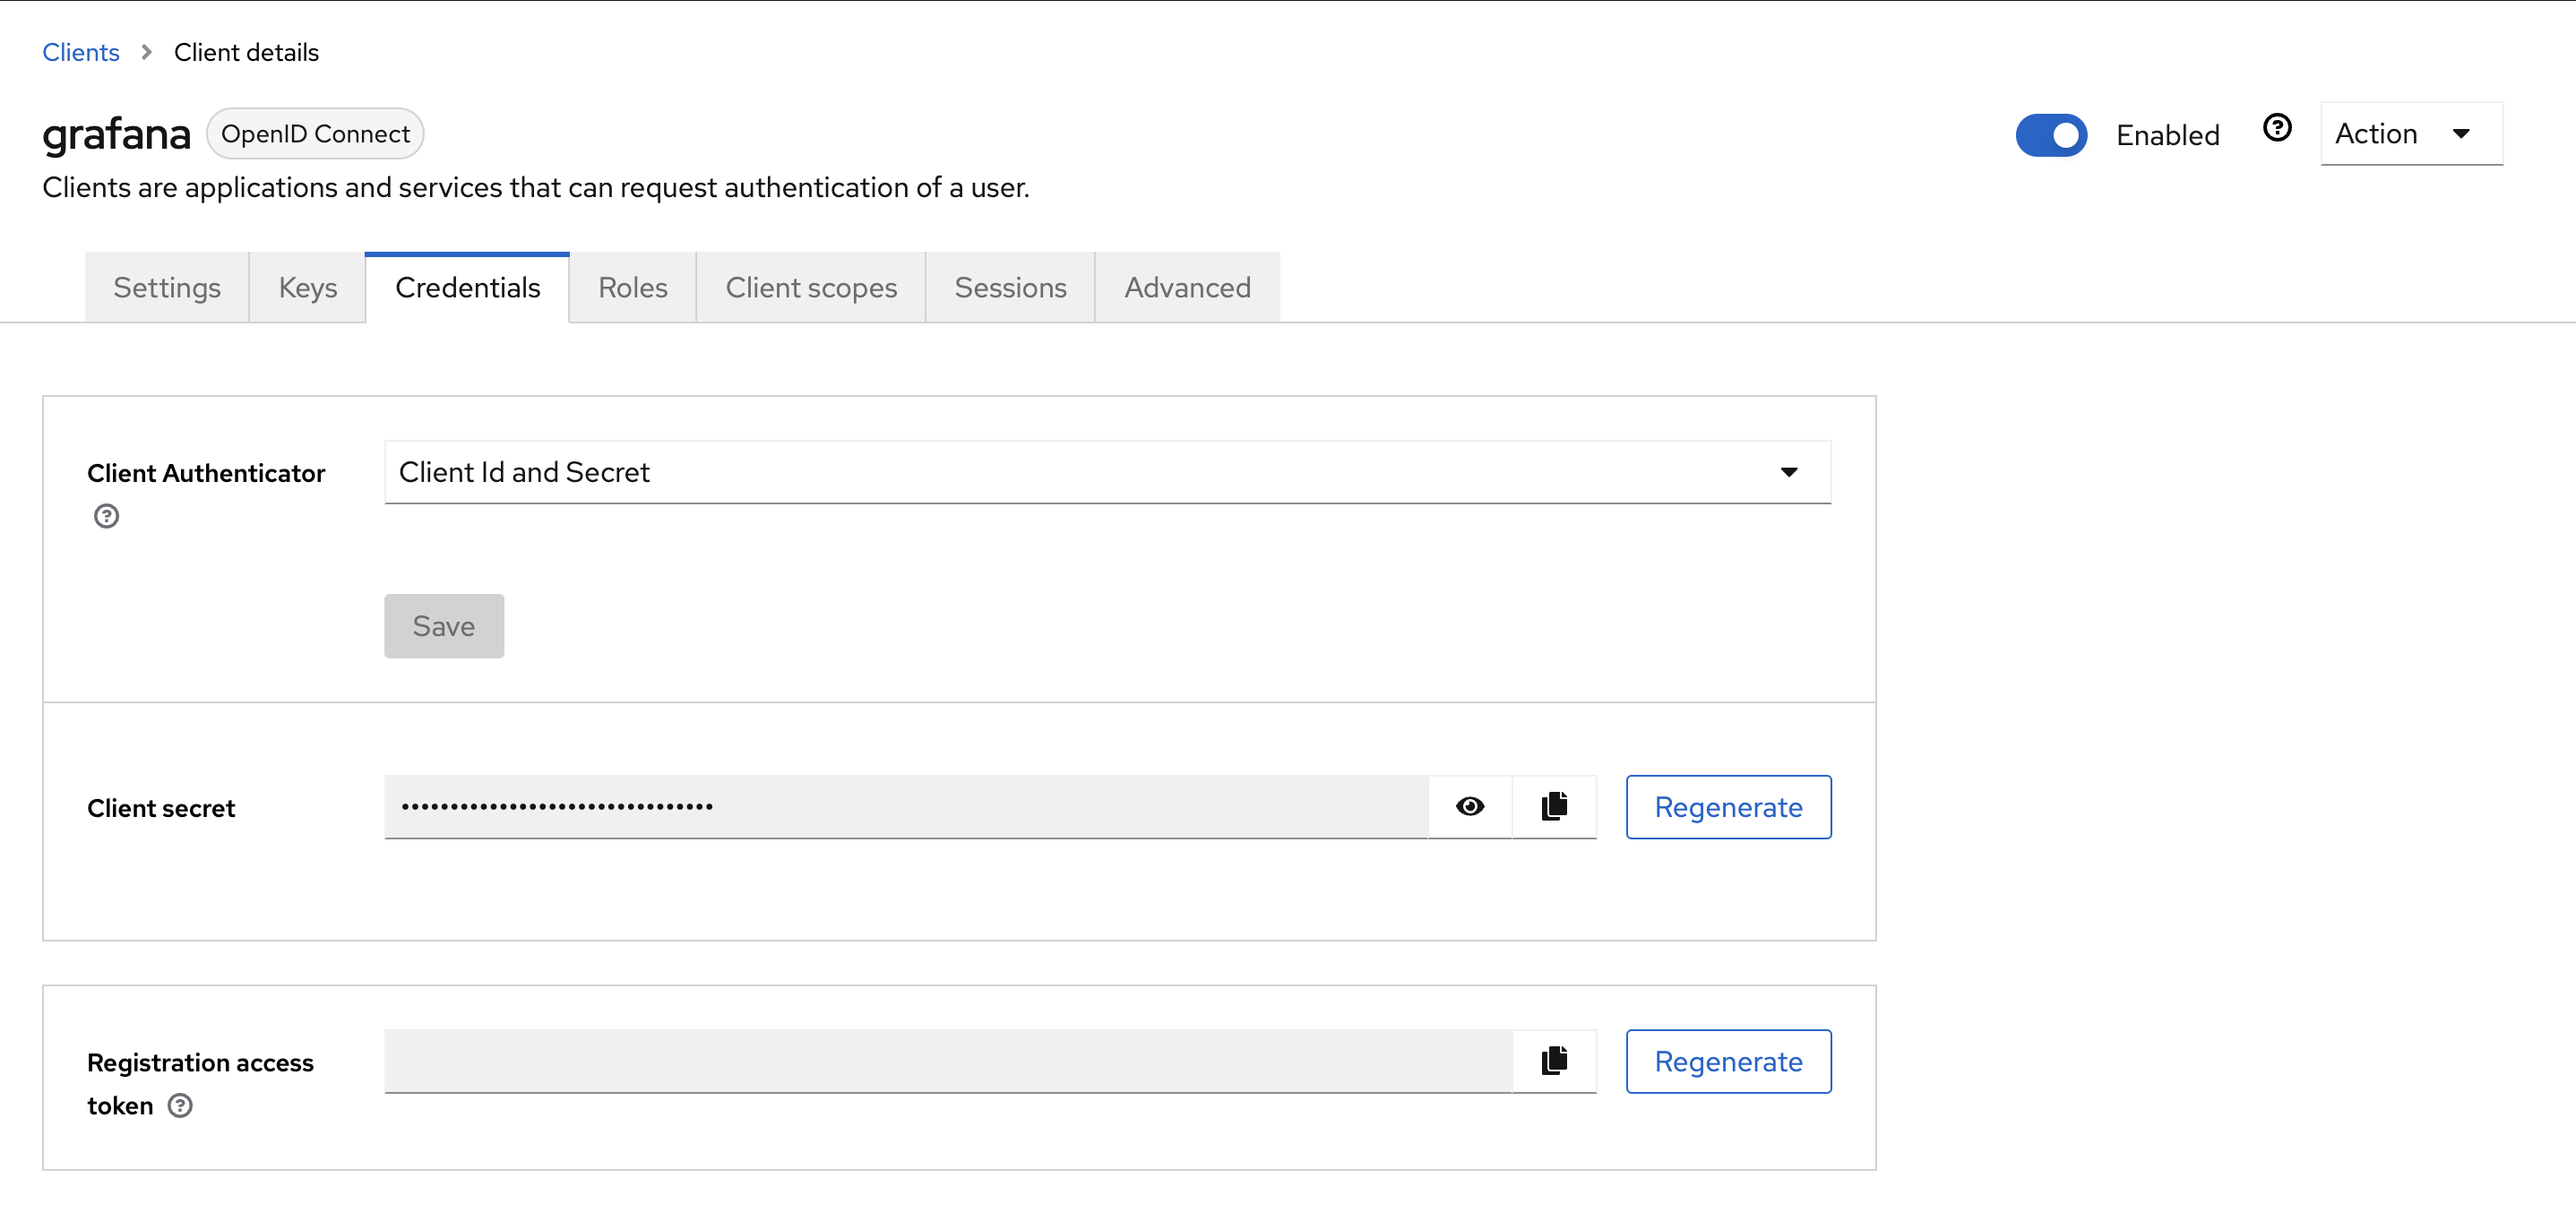 Clients > Client details
grafana OpenID Connect
Enabled
Action
Clients are applications and services that can request authentication of a user.
Settings Keys Credentials Roles Client scopes Sessions Advanced
Client Authenticator
Client Id and Secret
Save
Client secret
•••••••••••••••••••••••••••••••• Regenerate
Registration access
token
Regenerate